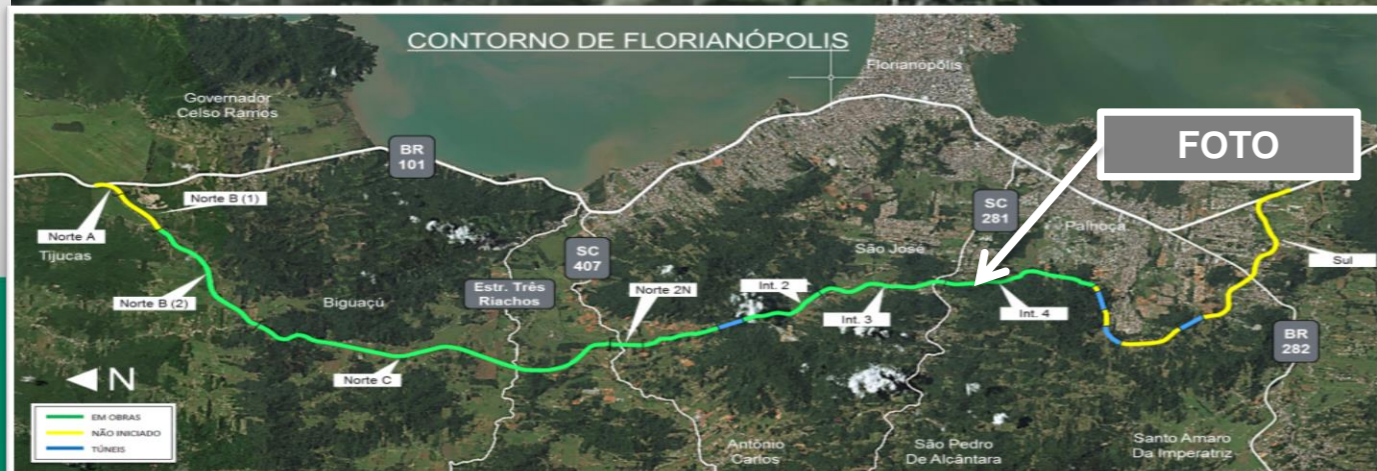 CONTORNO DE FLORIANÓPOLIS
Florianópolis
Governador
Celso Ramos
BR
101
FOTO
Norte B (1)
Norte A
Tijucas
SC
281
Palhoça
São José
Sul
SC
407
Estr. Três
Riachos
Norte 2N
Int. 2
Int. 3
Int. 4
Norte B (2)
Biguaçú
BR
282
N
Norte C
EM OBRAS
NÃO INICIADO
TÚNEIS
Antônio
Carlos
São Pedro
De Alcântara
Santo Amaro
Da Imperatriz